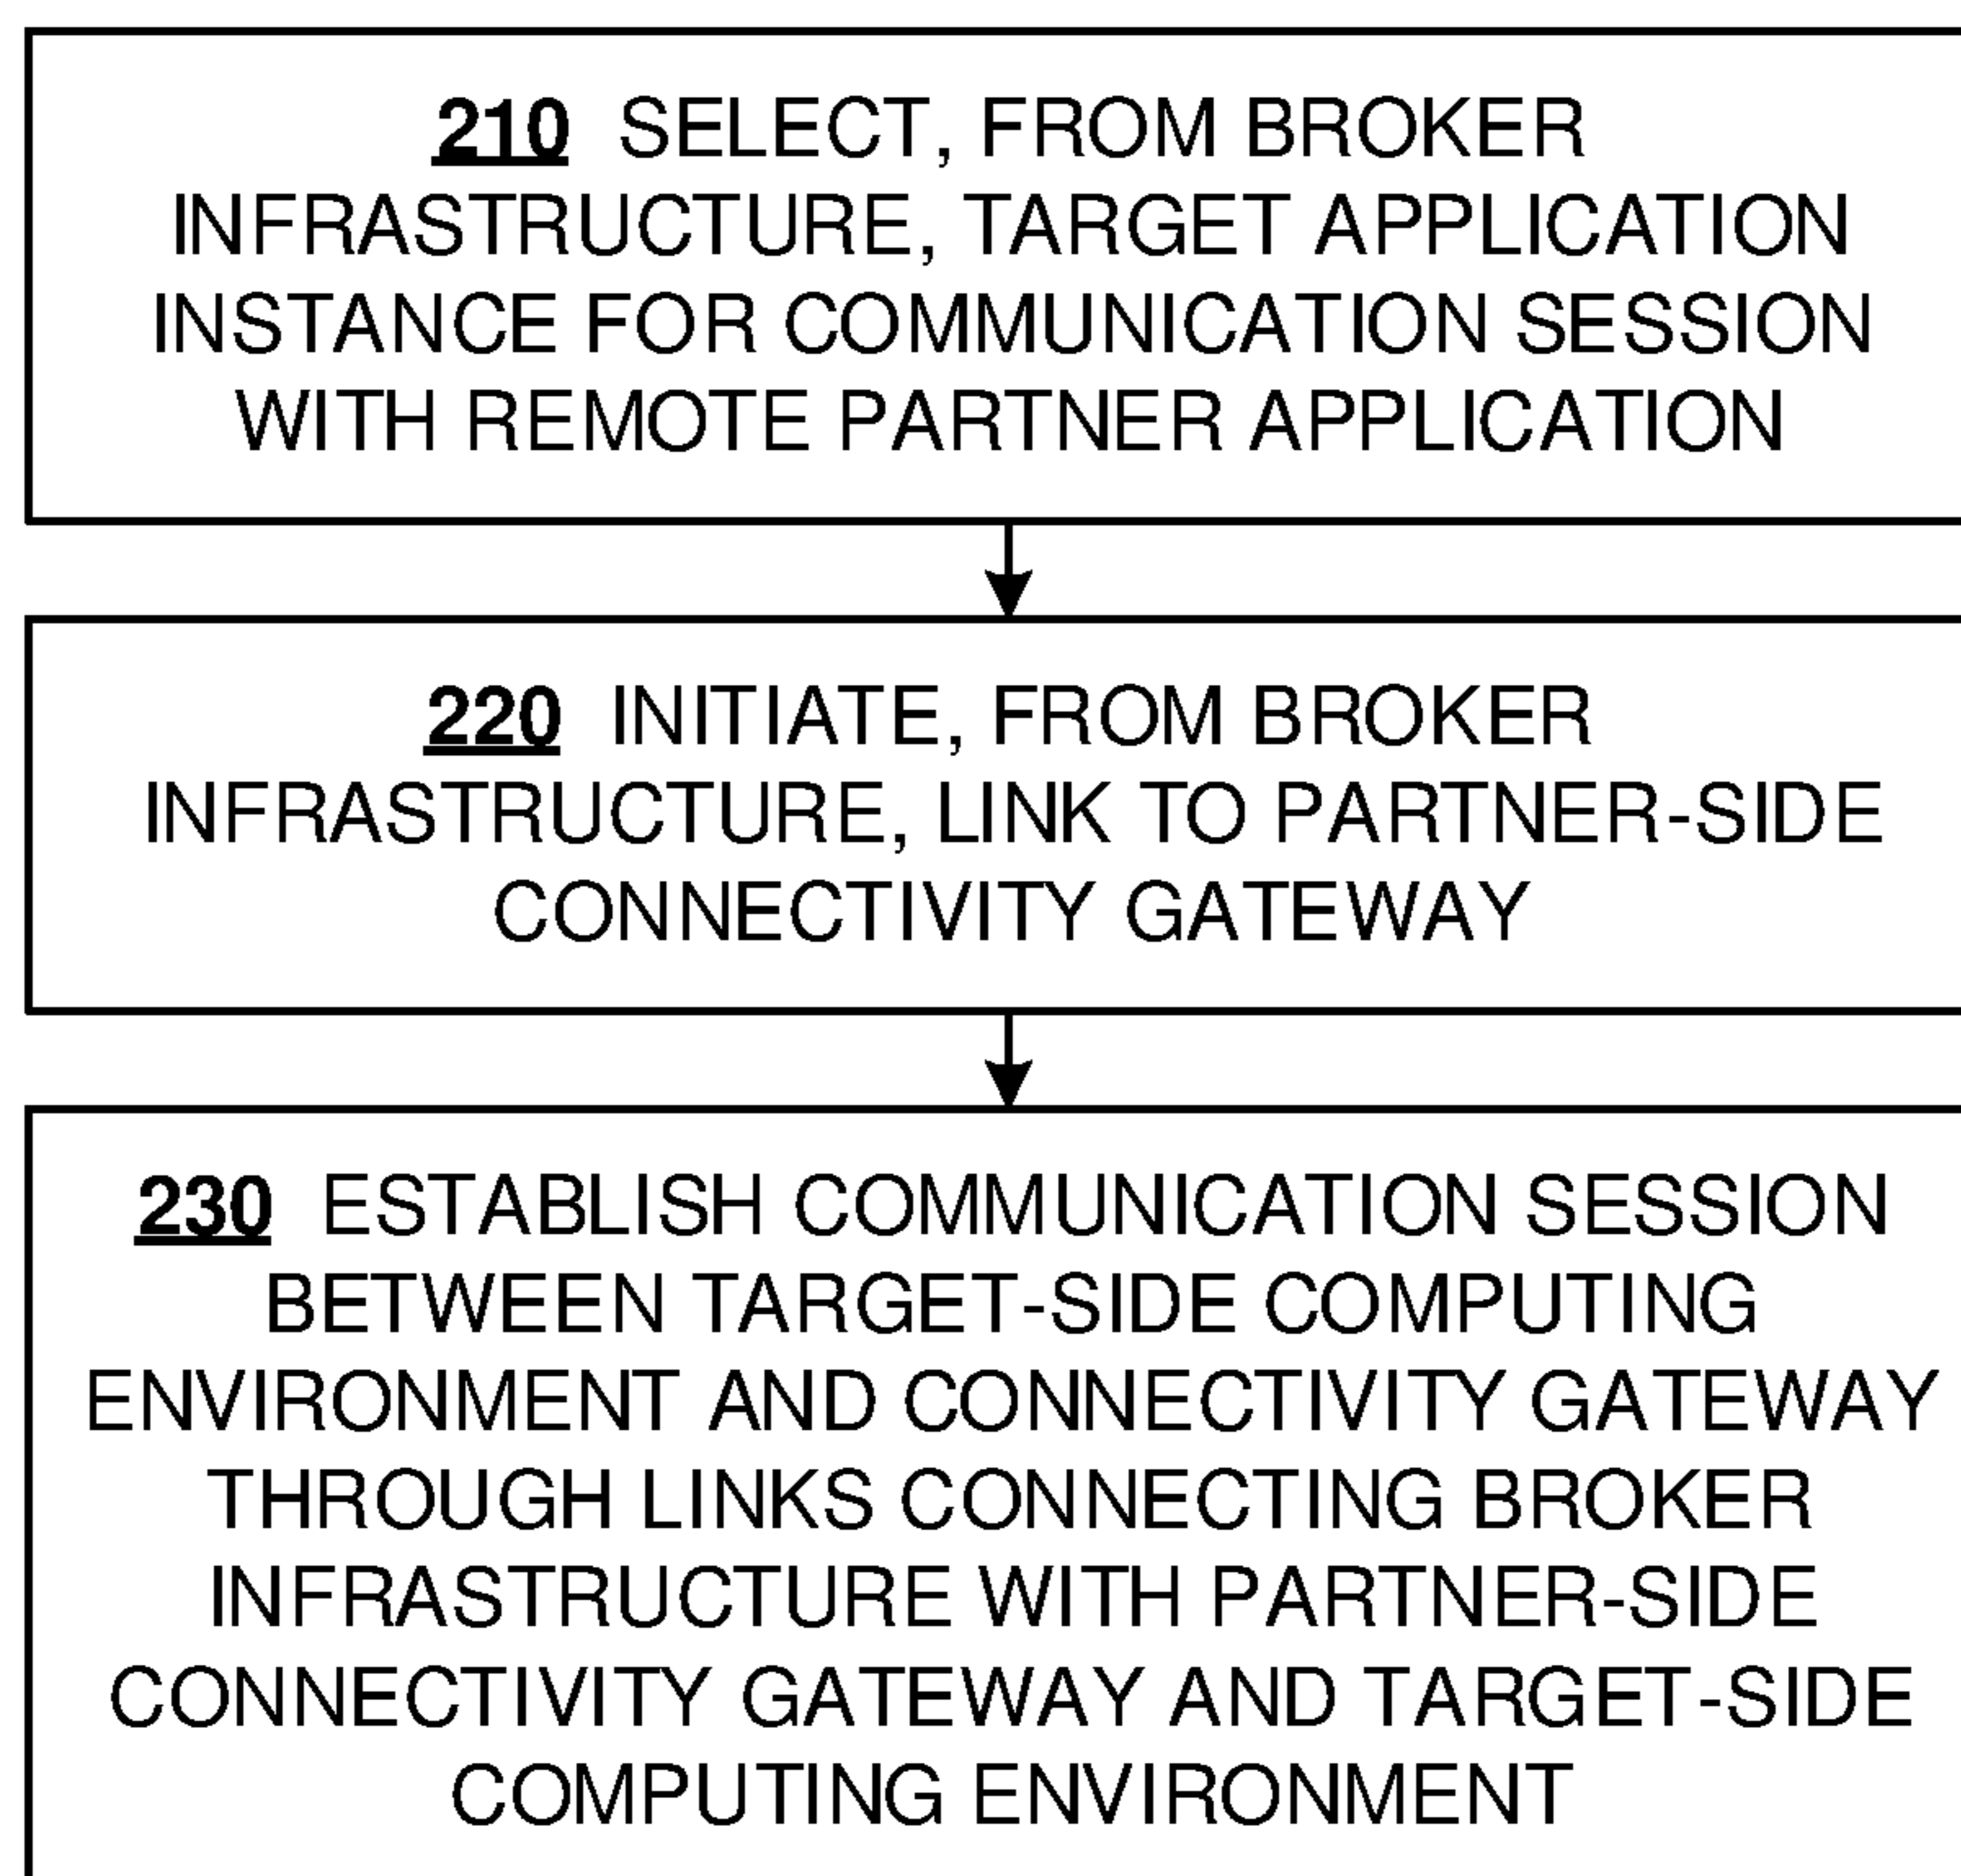 210 SELECT, FROM BROKER
INFRASTRUCTURE, TARGET APPLICATION
INSTANCE FOR COMMUNICATION SESSION
WITH REMOTE PARTNER APPLICATION
220 INITIATE, FROM BROKER
INFRASTRUCTURE, LINK TO PARTNER-SIDE
CONNECTIVITY GATEWAY
230 ESTABLISH COMMUNICATION SESSION
BETWEEN TARGET-SIDE COMPUTING
ENVIRONMENT AND CONNECTIVITY GATEWAY
THROUGH LINKS CONNECTING BROKER
INFRASTRUCTURE WITH PARTNER-SIDE
CONNECTIVITY GATEWAY AND TARGET-SIDE
COMPUTING ENVIRONMENT